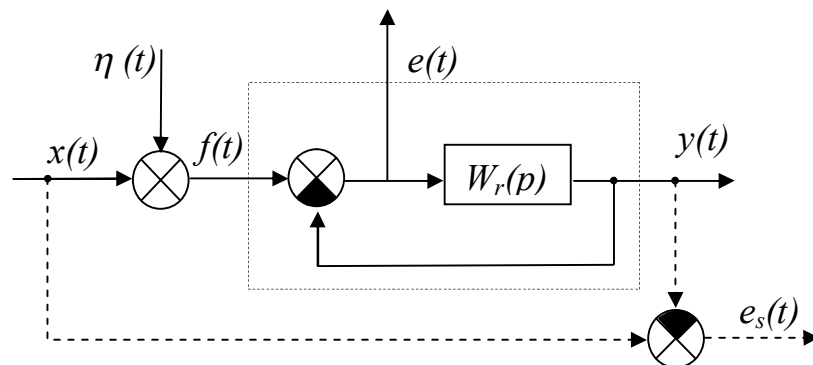 η (t)
e(t)
x(t)
f(t)
y(t)
Wr(p)
es(t)